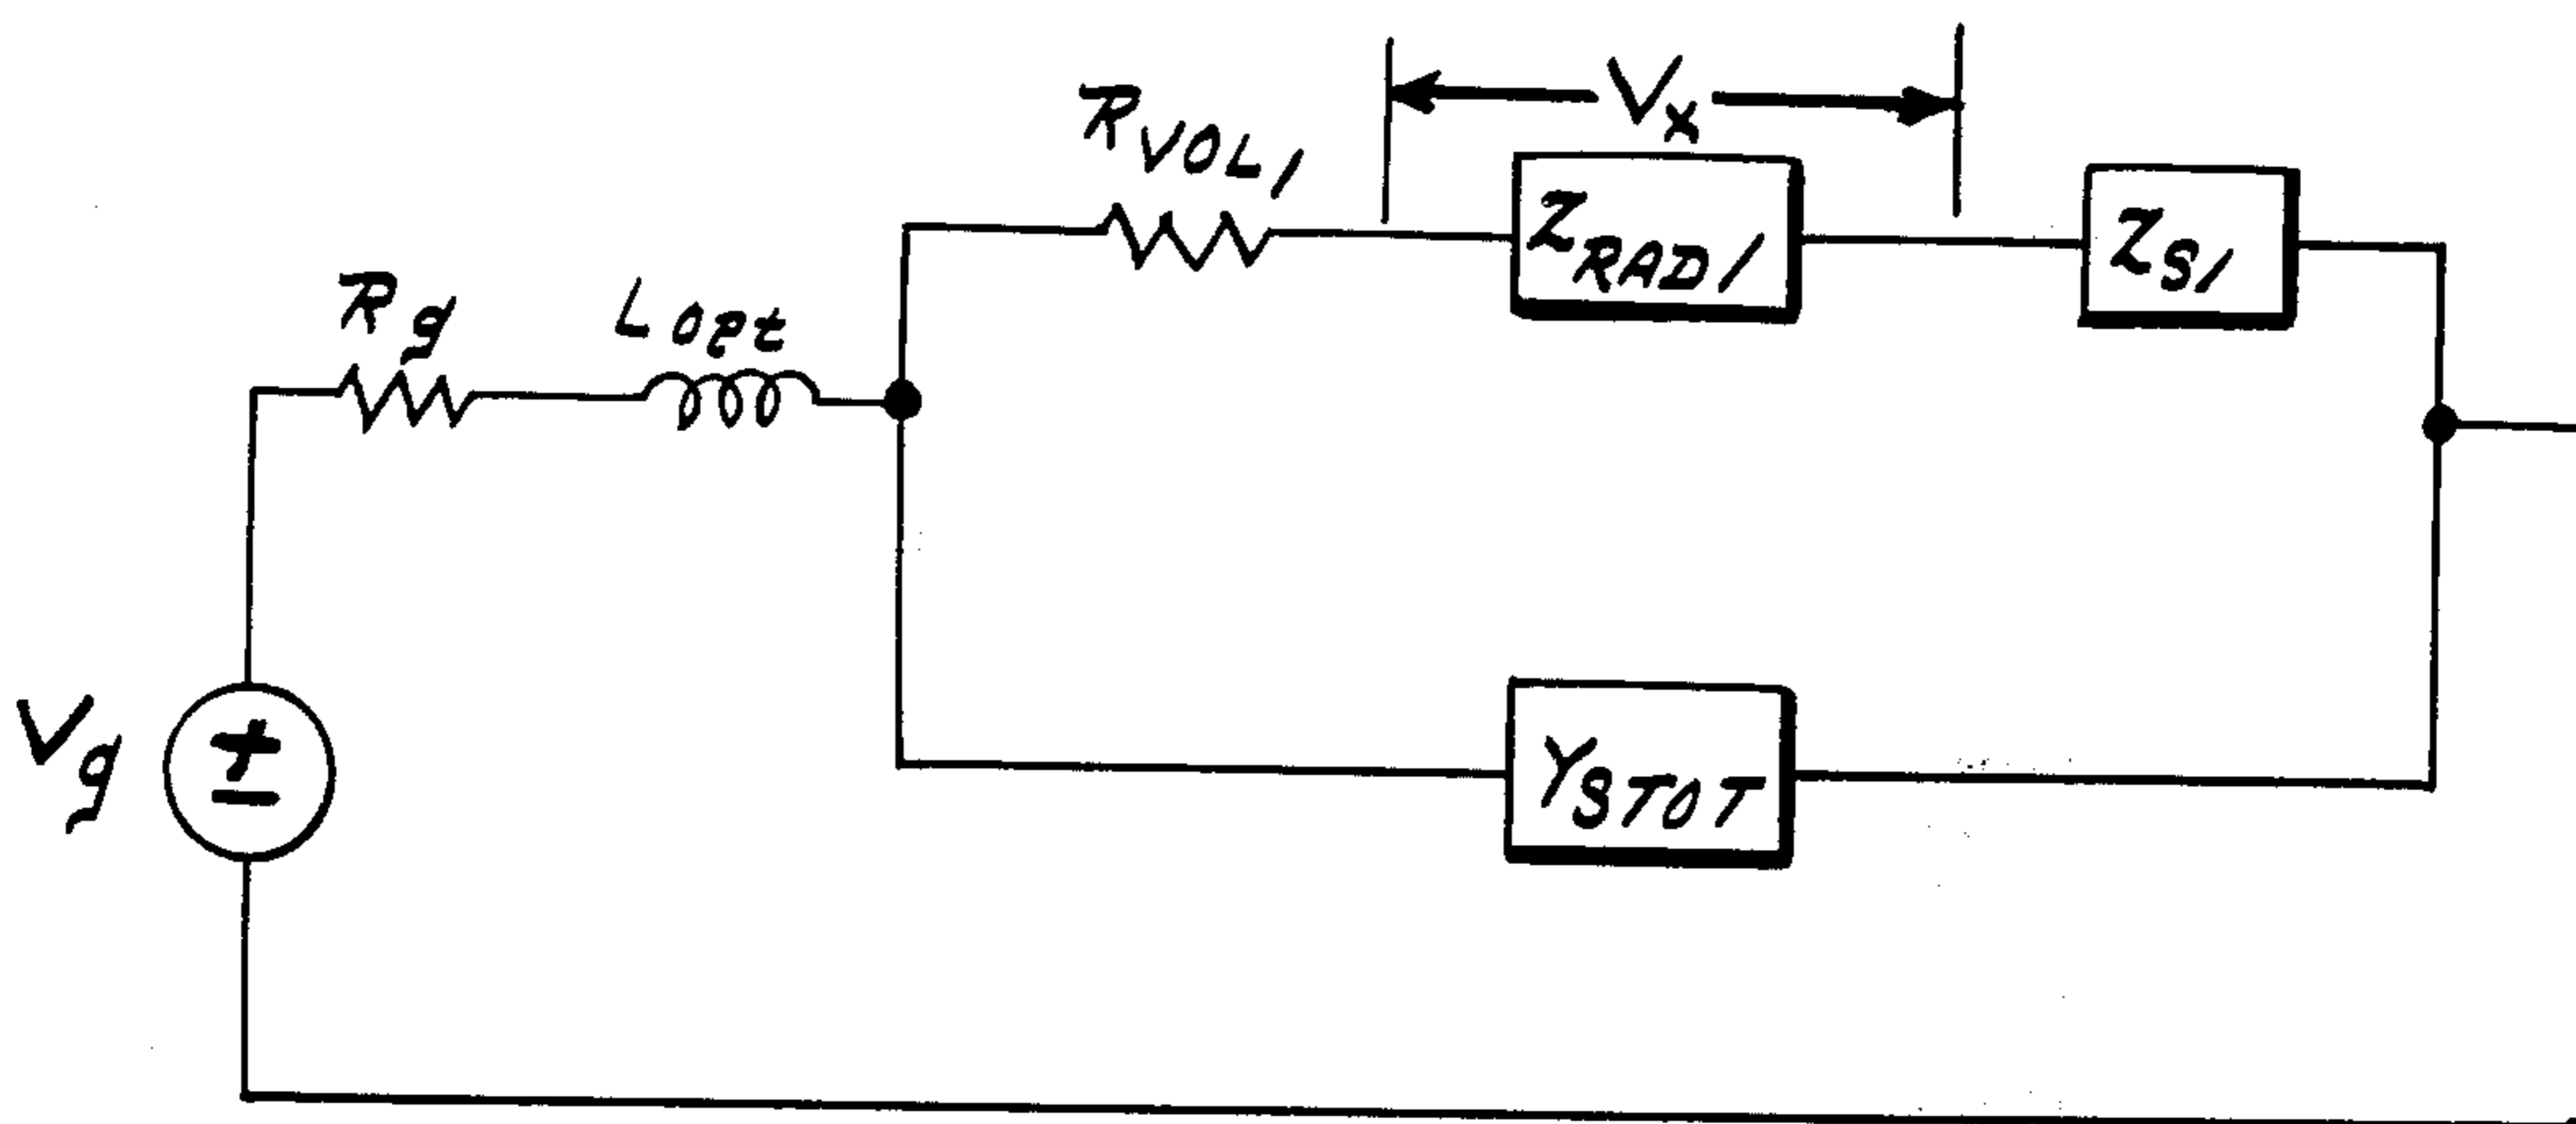 Vx
RVOL1
ZRAD1
ZS1
Rg
Lopt
Vg
+
−
YSTOT